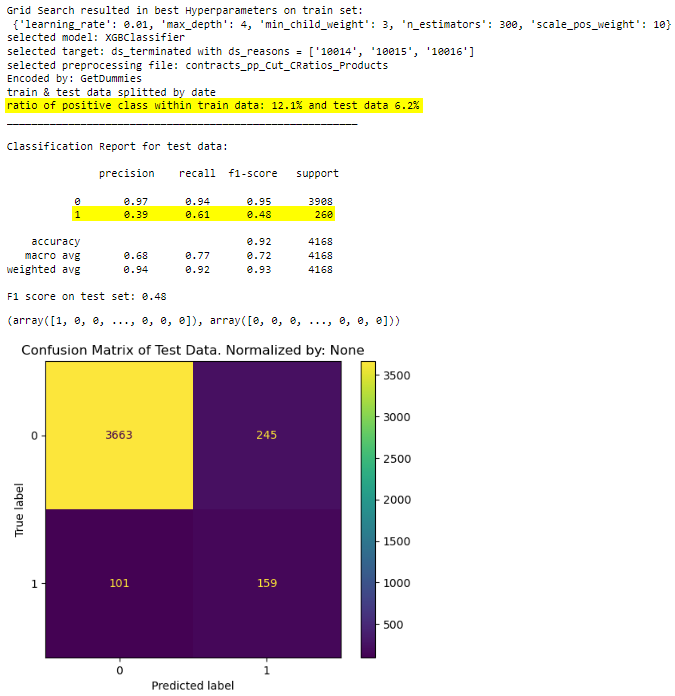 Grid Search resulted in best Hyperparameters on train set:
{'learning_rate': 0.01, 'max_depth': 4, 'min_child_weight': 3, 'n_estimators': 300, 'scale_pos_weight': 10}
selected model: XGBClassifier
selected target: ds_terminated with ds_reasons = ['10014', '10015', '10016']
selected preprocessing file: contracts_pp_Cut_CRatios_Products
Encoded by: GetDummies
train & test data splitted by date
ratio of positive class within train data: 12.1% and test data 6.2%
Classification Report for test data:
precision recall f1-score support
0 0.97 0.94 0.95 3908
1 0.39 0.61 0.48 260
accuracy 0.92 4168
macro avg 0.68 0.77 0.72 4168
weighted avg 0.94 0.92 0.93 4168
F1 score on test set: 0.48
(array([1, 0, 0, ..., 0, 0, 0]), array([0, 0, 0, ..., 0, 0, 0]))
Confusion Matrix of Test Data. Normalized by: None
3500
0 3663 245
3000
2500
True label
2000
1500
1 101 159
1000
500
0 1
Predicted label